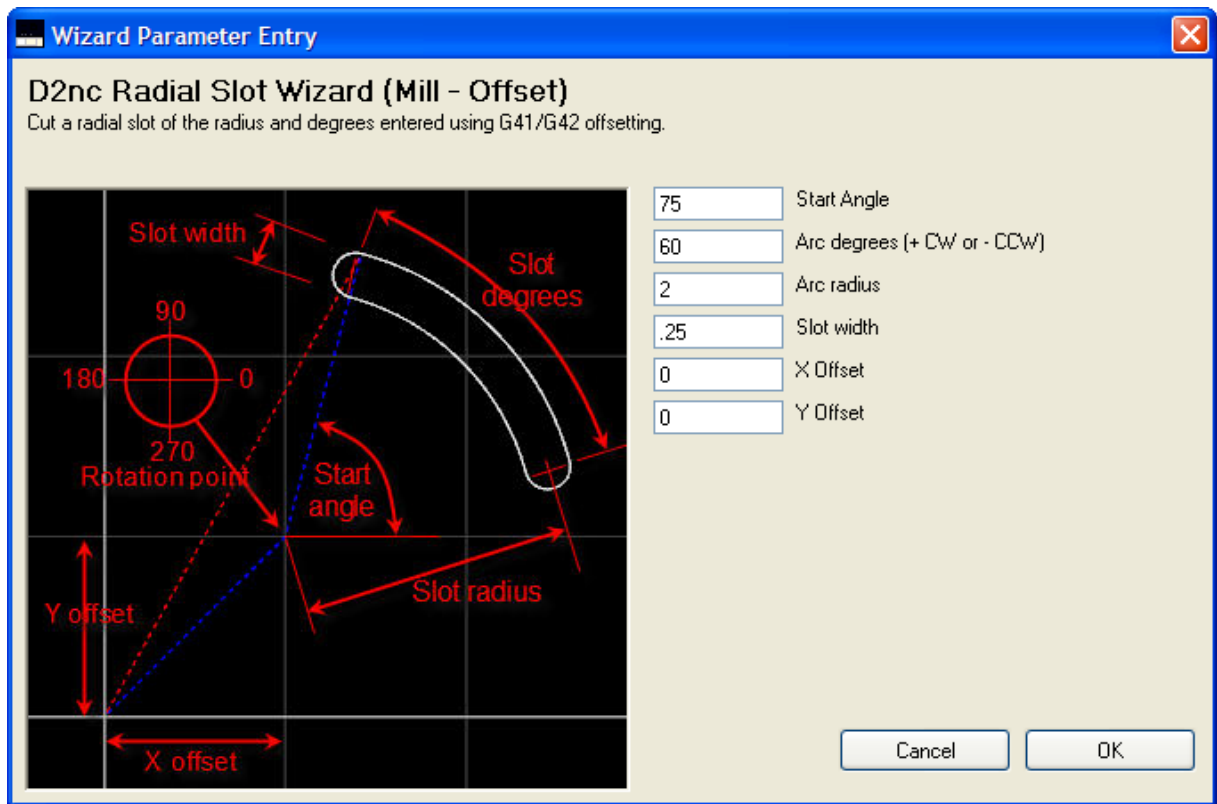 Wizard Parameter Entry
D2nc Radial Slot Wizard (Mill - Offset)
Cut a radial slot of the radius and degrees entered using G41/G42 offsetting.
Slot width
Slot
degrees
90
180
0
270
Rotation point
Start
angle
Slot radius
Y offset
X offset
75 Start Angle
60 Arc degrees (+ CW or - CCW)
2 Arc radius
.25 Slot width
0 X Offset
0 Y Offset
Cancel
OK